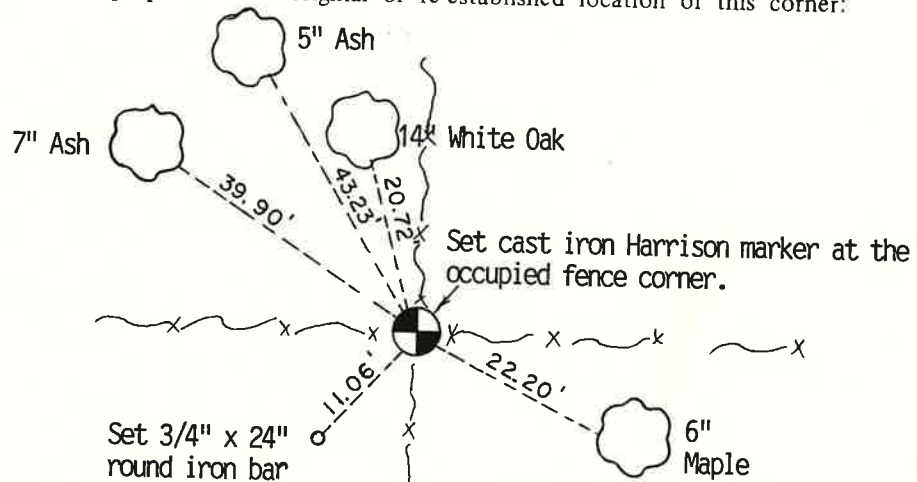 original or re-established location of this corner:
5" Ash
7" Ash
14" White Oak
39.90'
43.23'
20.72'
Set cast iron Harrison marker at the
occupied fence corner.
11.06'
22.20'
Set 3/4" x 24"
round iron bar
6"
Maple